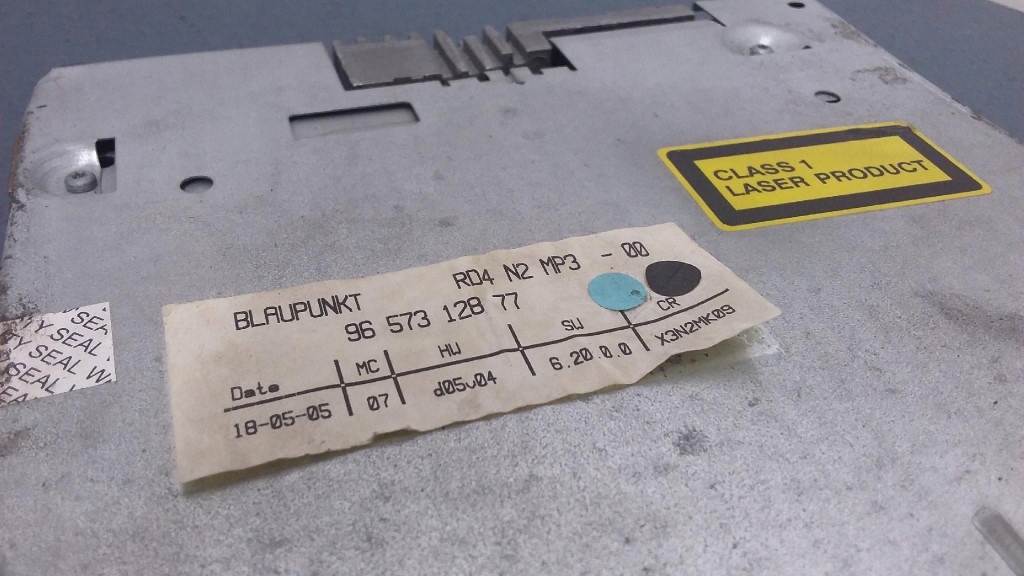 CLASS 1
LASER PRODUCT
BLAUPUNKT RD4 N2 MP3 - 00
96 573 128 77
Date MC HW SW CR
18-05-05 07 d05v04 6.20.0.0 X3N2MK09
SEAL
Y SEAL W
SEAL